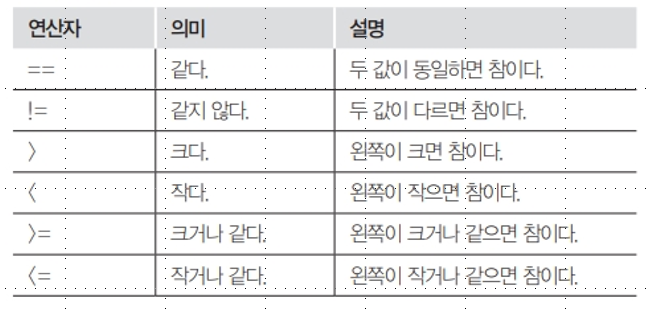 연산자 의미 설명
== 같다. 두 값이 동일하면 참이다.
!= 같지 않다. 두 값이 다르면 참이다.
> 크다. 왼쪽이 크면 참이다.
< 작다. 왼쪽이 작으면 참이다.
>= 크거나 같다. 왼쪽이 크거나 같으면 참이다.
<= 작거나 같다. 왼쪽이 작거나 같으면 참이다.